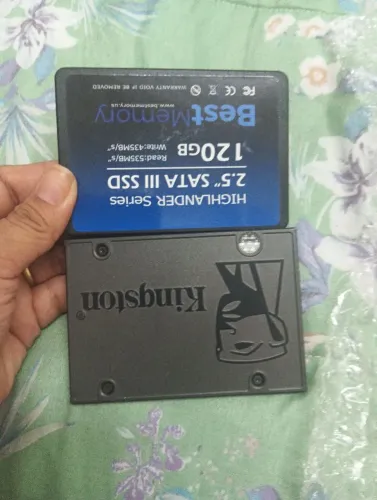 HIGHLANDER Series
2.5" SATA III SSD
120GB
Read:535MB/s*
Write:435MB/s*
BestMemory
www.bestmemory.us
WARRANTY VOID IF BE REMOVED
Kingston